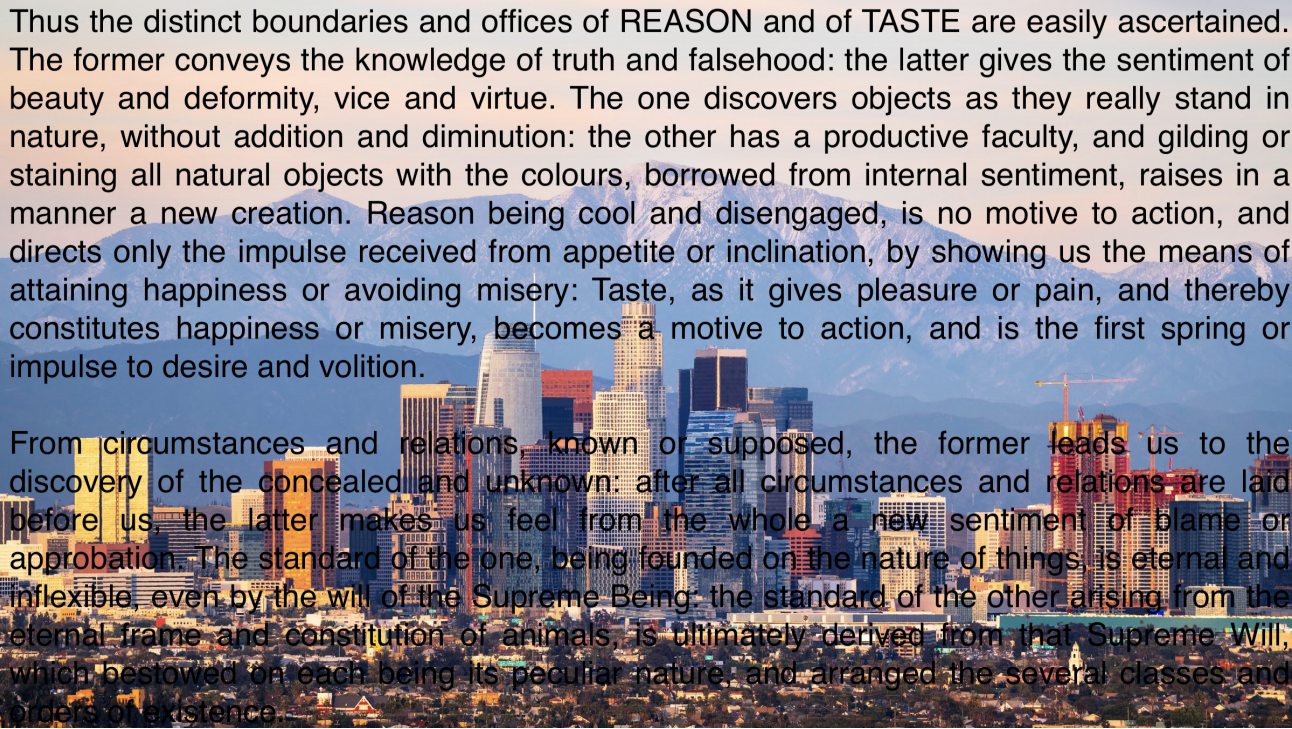 Thus the distinct boundaries and offices of REASON and of TASTE are easily ascertained.
The former conveys the knowledge of truth and falsehood: the latter gives the sentiment of
beauty and deformity, vice and virtue. The one discovers objects as they really stand in
nature, without addition and diminution: the other has a productive faculty, and gilding or
staining all natural objects with the colours, borrowed from internal sentiment, raises in a
manner a new creation. Reason being cool and disengaged, is no motive to action, and
directs only the impulse received from appetite or inclination, by showing us the means of
attaining happiness or avoiding misery: Taste, as it gives pleasure or pain, and thereby
constitutes happiness or misery, becomes a motive to action, and is the first spring or
impulse to desire and volition.
From circumstances and relations, known or supposed, the former leads us to the
discovery of the concealed and unknown: after all circumstances and relations are laid
before us, the latter makes us feel from the whole a new sentiment of blame or
approbation. The standard of the one, being founded on the nature of things, is eternal and
inflexible, even by the will of the Supreme Being: the standard of the other arising from the
eternal frame and constitution of animals, is ultimately derived from that Supreme Will,
which bestowed on each being its peculiar nature, and arranged the several classes and
orders of existence.